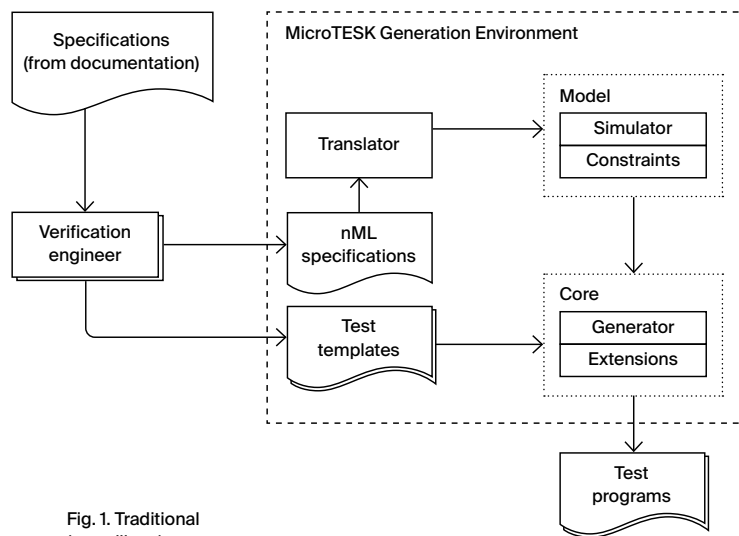 Specifications
(from documentation)
MicroTESK Generation Environment
Model
Simulator
Constraints
Translator
Verification
engineer
nML
specifications
Core
Generator
Extensions
Test
templates
Test
programs
Fig. 1. Traditional